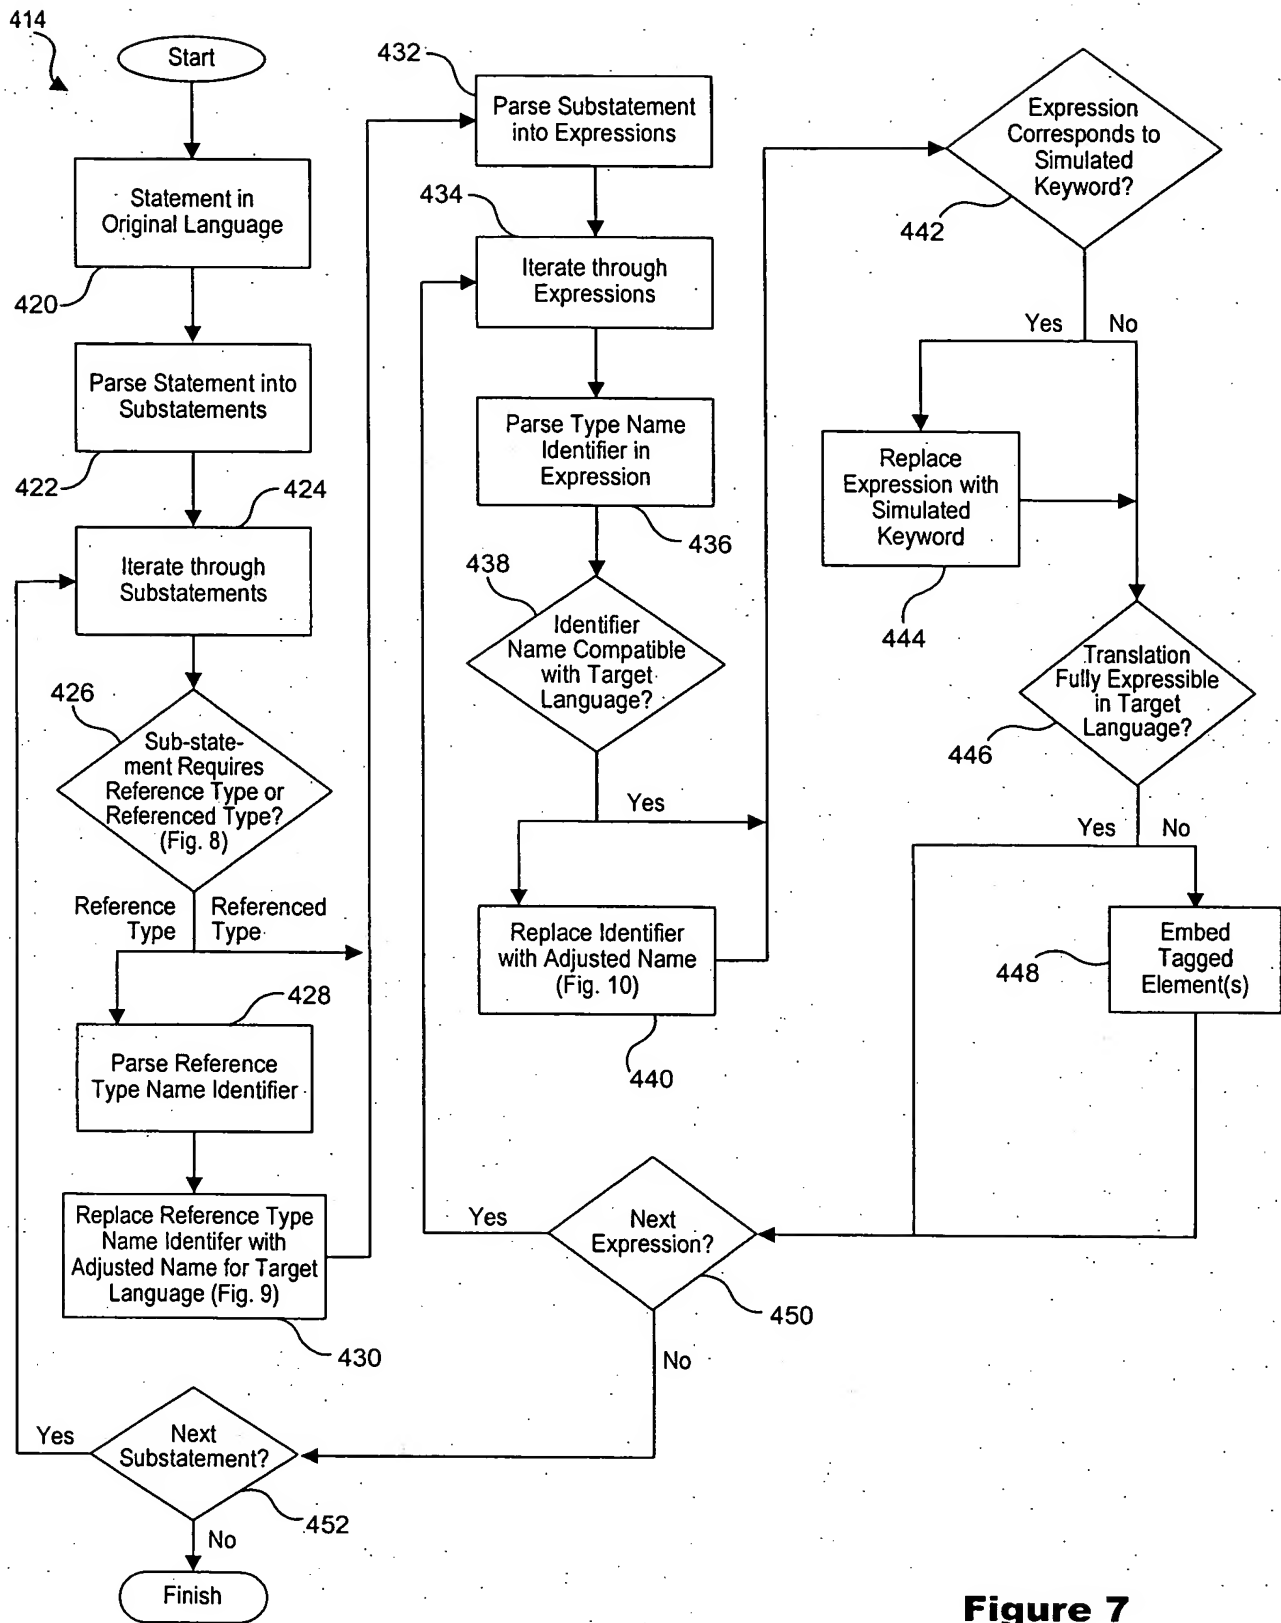 414
Start
Statement in
Original Language
420
Parse Statement into
Substatements
422
424
Iterate through
Substatements
426
Sub-state-
ment Requires
Reference Type or
Referenced Type?
(Fig. 8)
Reference
Type
Referenced
Type
428
Parse Reference
Type Name Identifier
Replace Reference Type
Name Identifer with
Adjusted Name for Target
Language (Fig. 9)
430
Yes
Next
Substatement?
452
No
Finish
432
Parse Substatement
into Expressions
434
Iterate through
Expressions
Parse Type Name
Identifier in
Expression
436
438
Identifier
Name Compatible
with Target
Language?
Yes
Replace Identifier
with Adjusted Name
(Fig. 10)
440
Yes
Next
Expression?
450
No
Expression
Corresponds to
Simulated
Keyword?
442
Yes
No
Replace
Expression with
Simulated
Keyword
444
Translation
Fully Expressible
in Target
Language?
446
Yes
No
448
Embed
Tagged
Element(s)
Figure 7